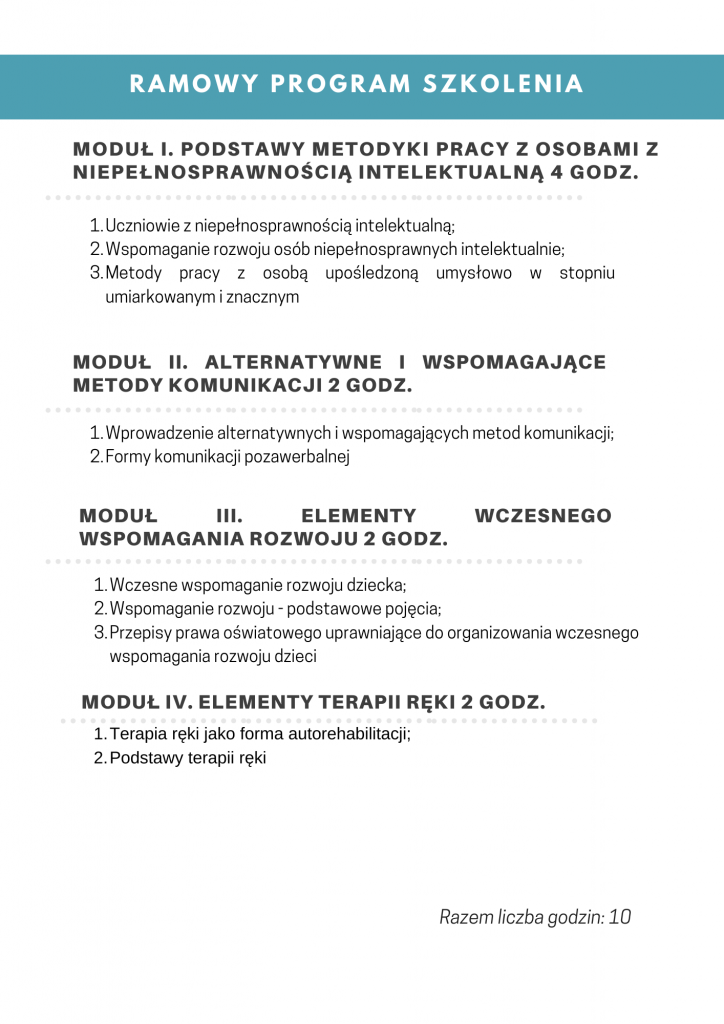 RAMOWY PROGRAM SZKOLENIA
MODUŁ I. PODSTAWY METODYKI PRACY Z OSOBAMI Z
NIEPEŁNOSPRAWNOŚCIĄ INTELEKTUALNĄ 4 GODZ.
1. Uczniowie z niepełnosprawnością intelektualną;
2. Wspomaganie rozwoju osób niepełnosprawnych intelektualnie;
3. Metody pracy z osobą upośledzoną umysłowo w stopniu
umiarkowanym i znacznym
MODUŁ II. ALTERNATYWNE I WSPOMAGAJĄCE
METODY KOMUNIKACJI 2 GODZ.
1. Wprowadzenie alternatywnych i wspomagających metod komunikacji;
2. Formy komunikacji pozawerbalnej
MODUŁ III. ELEMENTY WCZESNEGO
WSPOMAGANIA ROZWOJU 2 GODZ.
1. Wczesne wspomaganie rozwoju dziecka;
2. Wspomaganie rozwoju - podstawowe pojęcia;
3. Przepisy prawa oświatowego uprawniające do organizowania wczesnego
wspomagania rozwoju dzieci
MODUŁ IV. ELEMENTY TERAPII RĘKI 2 GODZ.
1. Terapia ręki jako forma autorehabilitacji;
2. Podstawy terapii ręki
Razem liczba godzin: 10